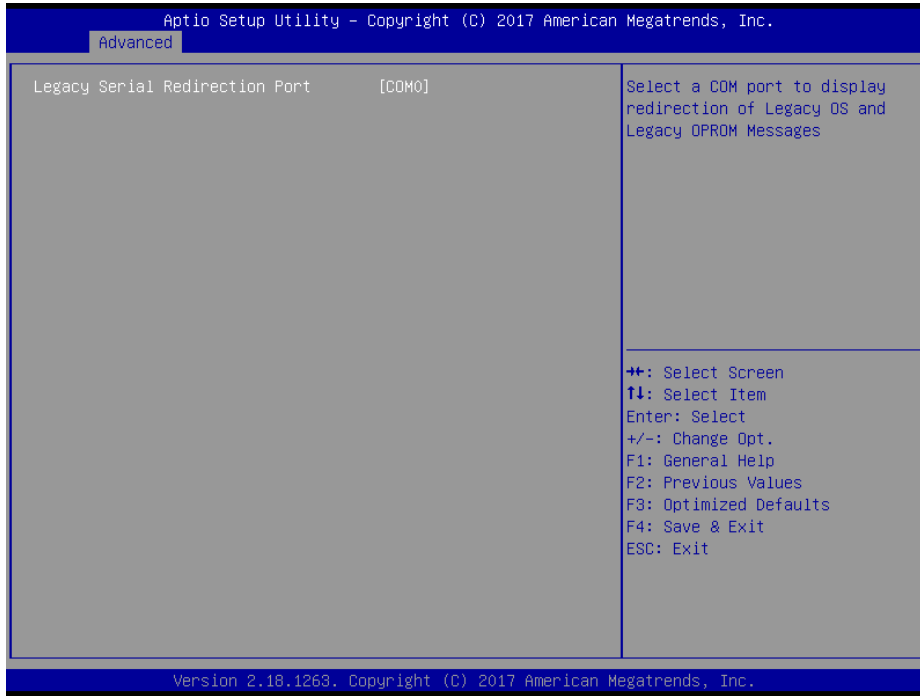 Aptio Setup Utility – Copyright (C) 2017 American Megatrends, Inc.
Advanced
Legacy Serial Redirection Port [COM0]
Select a COM port to display
redirection of Legacy OS and
Legacy OPROM Messages
→←: Select Screen
↑↓: Select Item
Enter: Select
+/-: Change Opt.
F1: General Help
F2: Previous Values
F3: Optimized Defaults
F4: Save & Exit
ESC: Exit
Version 2.18.1263. Copyright (C) 2017 American Megatrends, Inc.